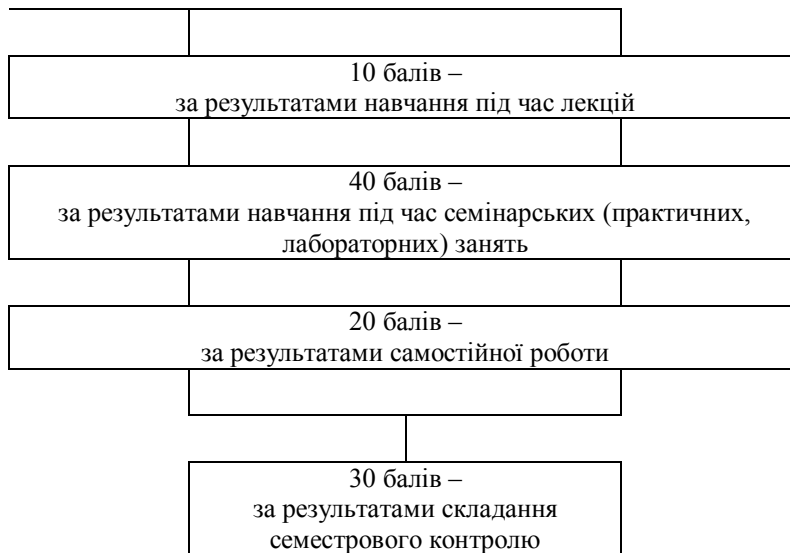 10 балів –
за результатами навчання під час лекцій
40 балів –
за результатами навчання під час семінарських (практичних,
лабораторних) занять
20 балів –
за результатами самостійної роботи
30 балів –
за результатами складання
семестрового контролю